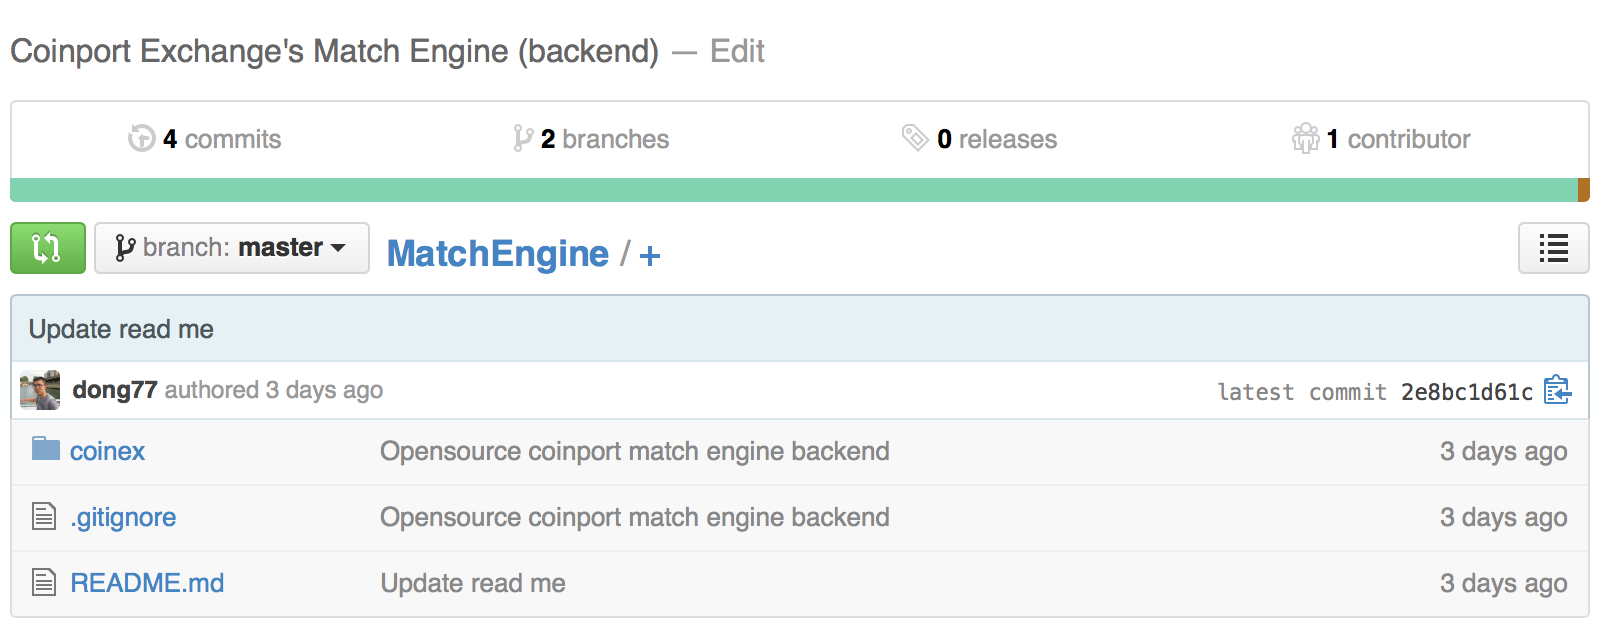 Coinport Exchange's Match Engine (backend) — Edit
4 commits 2 branches 0 releases 1 contributor
branch: master MatchEngine / +
Update read me
dong77 authored 3 days ago latest commit 2e8bc1d61c
coinex Opensource coinport match engine backend 3 days ago
.gitignore Opensource coinport match engine backend 3 days ago
README.md Update read me 3 days ago